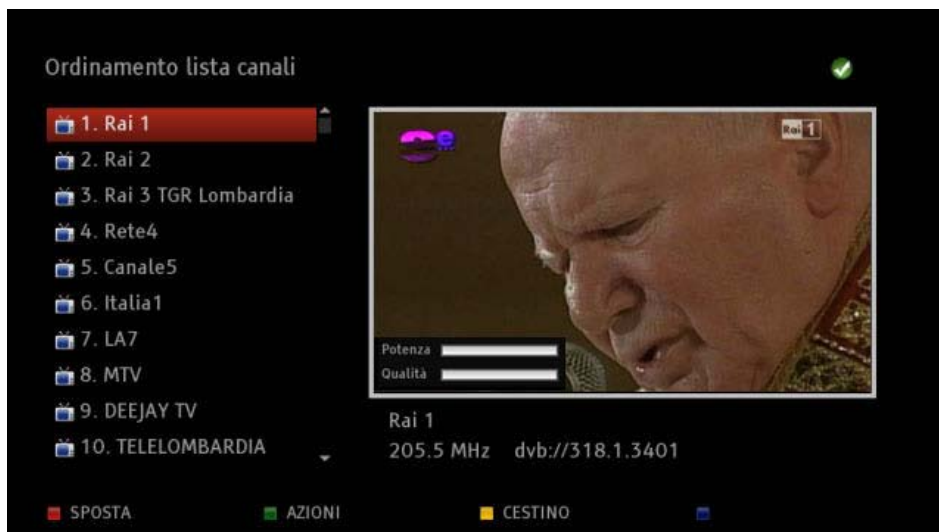 Ordinamento lista canali
1. Rai 1
2. Rai 2
3. Rai 3 TGR Lombardia
4. Rete4
5. Canale5
6. Italia1
7. LA7
8. MTV
9. DEEJAY TV
10. TELELOMBARDIA
Rai 1
Potenza
Qualità
Rai 1
205.5 MHz dvb://318.1.3401
SPOSTA AZIONI CESTINO